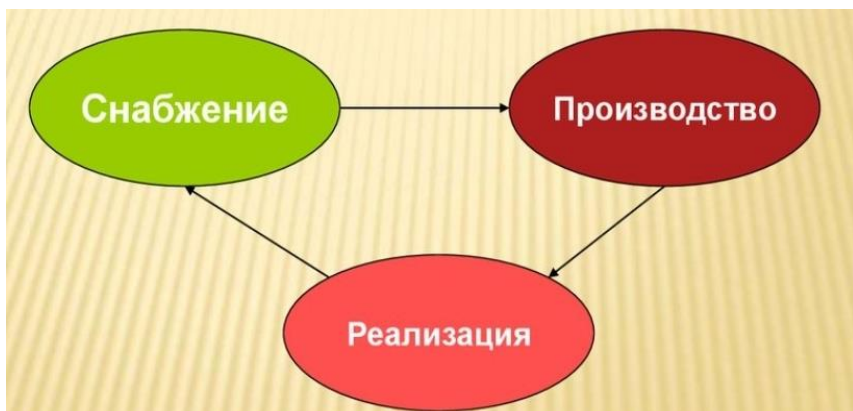 Снабжение
Производство
Реализация